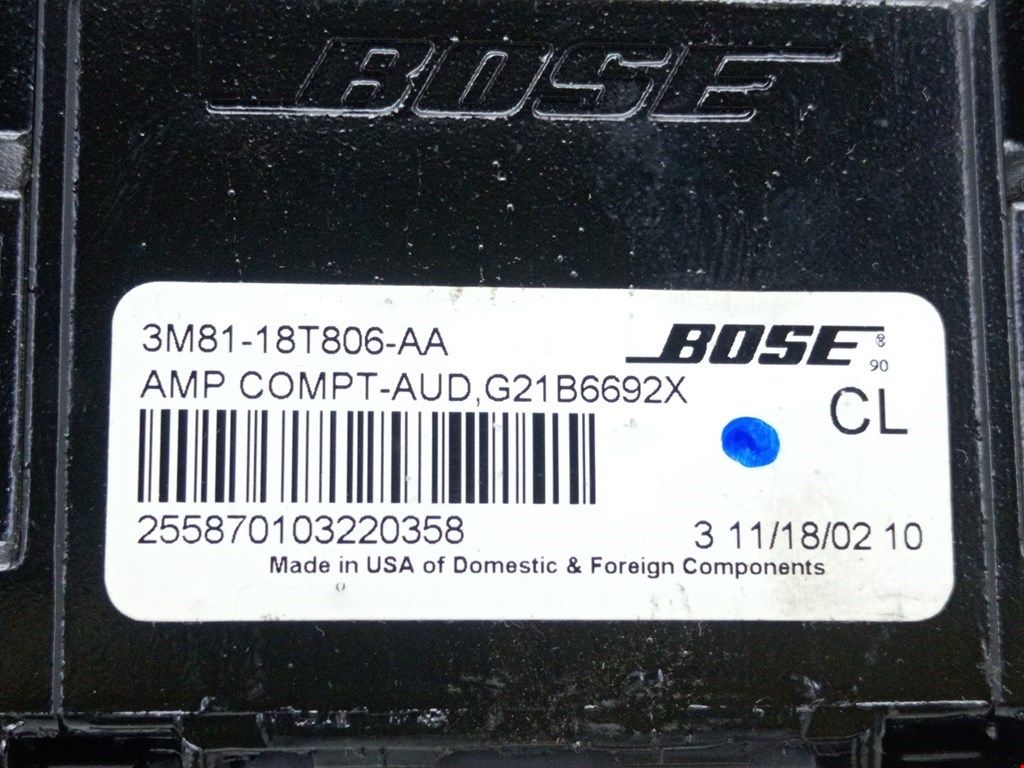 BOSE
3M81-18T806-AA
BOSE ®
90
AMP COMPT-AUD,G21B6692X
CL
255870103220358
3 11/18/02 10
Made in USA of Domestic & Foreign Components